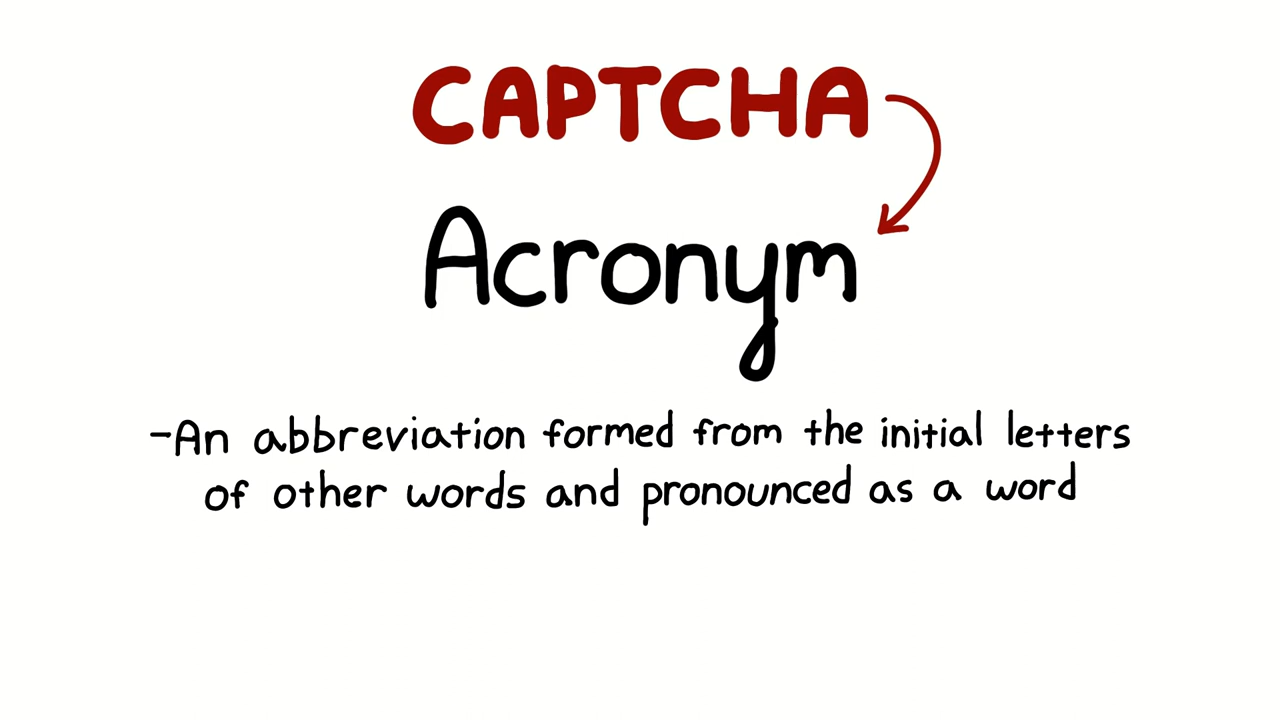 CAPTCHA
Acronym
-An abbreviation formed from the initial letters
of other words and pronounced as a word